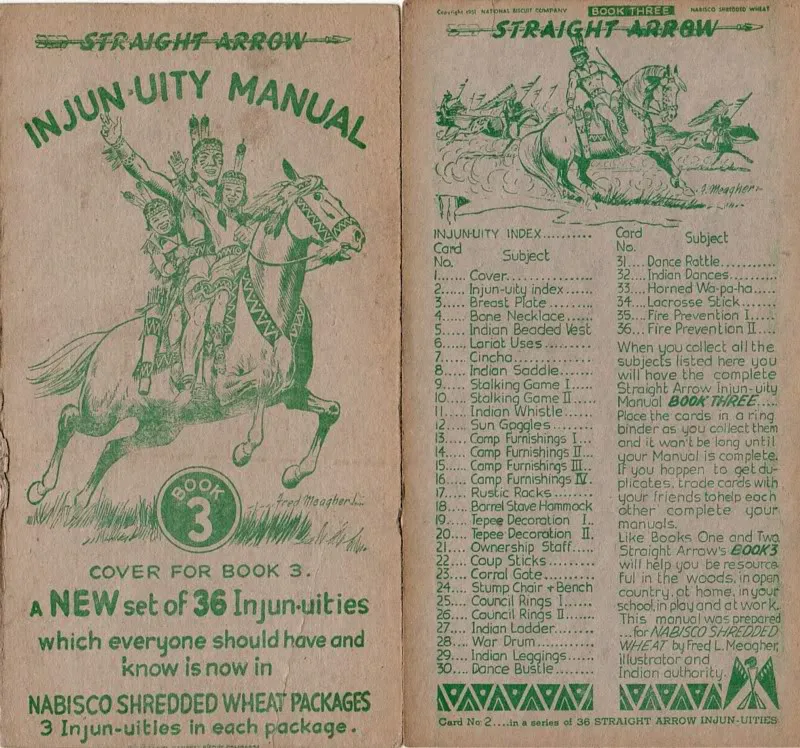 STRAIGHT ARROW
INJUN-UITY MANUAL
BOOK
3
Fred Meagher
COVER FOR BOOK 3.
A NEW set of 36 Injun-uities
which everyone should have and
know is now in
NABISCO SHREDDED WHEAT PACKAGES
3 Injun-uities in each package.
Copyright 1951 NATIONAL BISCUIT COMPANY BOOK THREE NABISCO SHREDDED WHEAT
STRAIGHT ARROW
F. Meagher
INJUN-UITY INDEX..........
Card
No. Subject
1...... Cover................
2..... Injun-uity index......
3..... Breast Plate.......
4..... Bone Necklace......
5..... Indian Beaded Vest
6..... Lariat Uses........
7..... Cincha...............
8..... Indian Saddle......
9..... Stalking Game I.....
10.... Stalking Game II....
11.... Indian Whistle......
12.... Sun Goggles........
13.... Camp Furnishings I...
14.... Camp Furnishings II...
15.... Camp Furnishings III..
16.... Camp Furnishings IV.
17.... Rustic Racks.......
18.... Barrel Stave Hammock
19.... Tepee Decoration I..
20.... Tepee Decoration II.
21.... Ownership Staff.....
22.... Coup Sticks........
23.... Corral Gate........
24.... Stump Chair & Bench
25.... Council Rings I......
26.... Council Rings II.....
27.... Indian Ladder......
28.... War Drum..........
29.... Indian Leggings.....
30.... Dance Bustle.......
Card
No. Subject
31.... Dance Rattle.........
32.... Indian Dances........
33.... Horned Wa-pa-ha.....
34.... Lacrosse Stick......
35.... Fire Prevention I....
36... Fire Prevention II....
When you collect all the
subjects listed here you
will have the complete
Straight Arrow Injun-uity
Manual BOOK THREE....
Place the cards in a ring
binder as you collect them
and it won't be long until
your Manual is complete.
If you happen to get du-
plicates, trade cards with
your friends to help each
other complete your
manuals.
Like Books One and Two
Straight Arrow's BOOK 3
will help you be resource
ful in the woods, in open
country, at home, in your
school, in play and at work.
This manual was prepared
...for NABISCO SHREDDED
WHEAT by Fred L. Meagher,
illustrator and
Indian authority.
Card No. 2....in a series of 36 STRAIGHT ARROW INJUN-UITIES